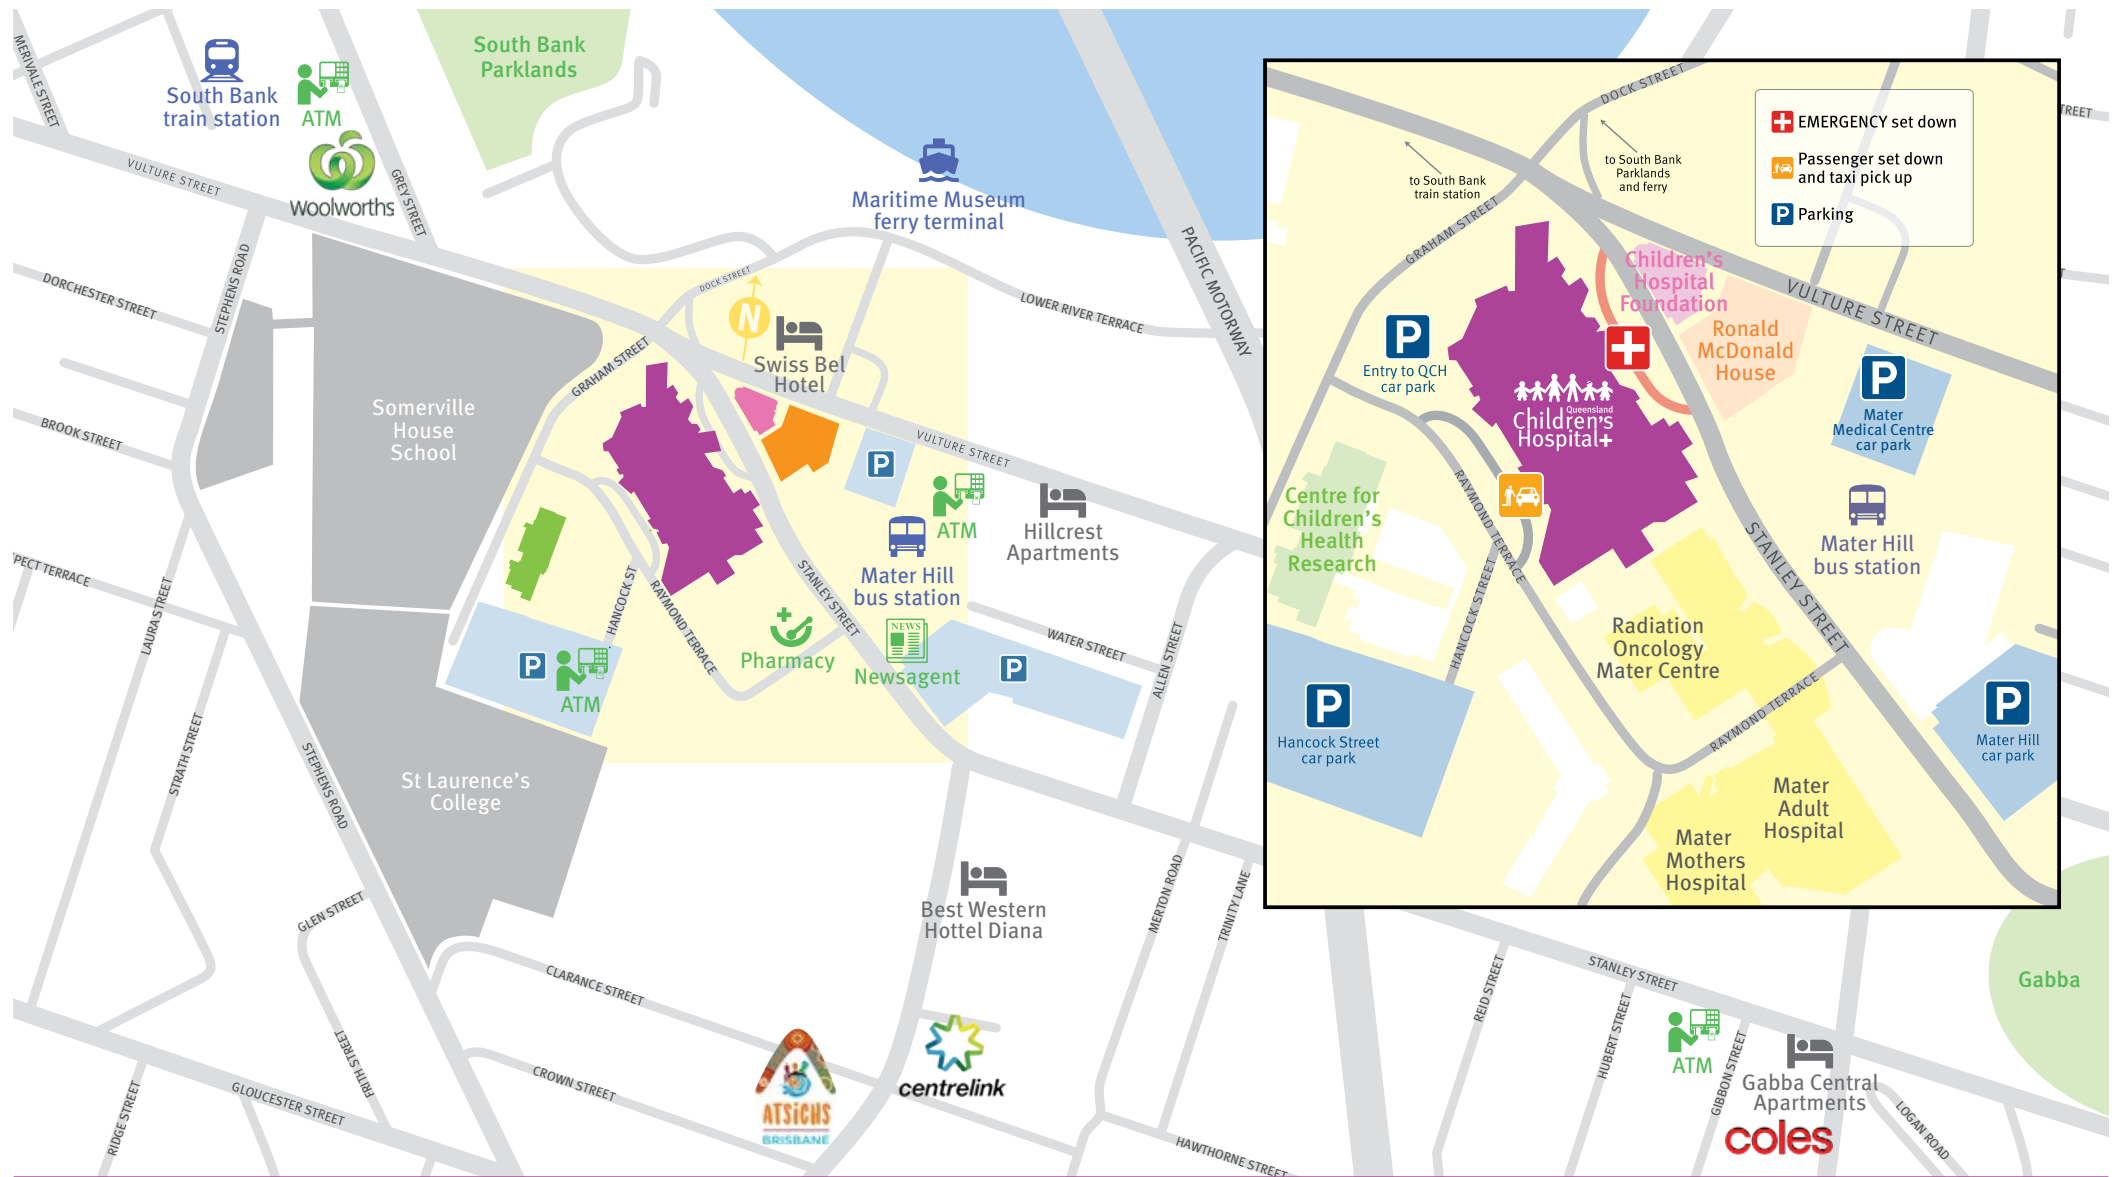 MERIVALE STREET
South Bank
train station
ATM
woolworths
South Bank
Parklands
VULTURE STREET
GREY STREET
Maritime Museum
ferry terminal
PACIFIC MOTORWAY
DORCHESTER STREET
STEPHENS ROAD
DOCK STREET
N
LOWER RIVER TERRACE
Swiss Bel
Hotel
GRAHAM STREET
BROOK STREET
Somerville
House
School
VULTURE STREET
P
ATM
Hillcrest
Apartments
Mater Hill
bus station
STANLEY STREET
PECT TERRACE
LAURA STREET
HANCOCK ST
RAYMOND TERRACE
Pharmacy
NEWS
Newsagent
WATER STREET
ALLEN STREET
P
P
ATM
STRATH STREET
STEPHENS ROAD
St Laurence's
College
Best Western
Hottel Diana
MERTON ROAD
TRINITY LANE
GLEN STREET
CLARANCE STREET
FRITH STREET
CROWN STREET
GLOUCESTER STREET
RIDGE STREET
ATSICHS
BRISBANE
centrelink
HAWTHORNE STREET
DOCK STREET
to South Bank
train station
to South Bank
Parklands
and ferry
EMERGENCY set down
Passenger set down
and taxi pick up
P Parking
TREET
T
GRAHAM STREET
Children's
Hospital
Foundation
VULTURE STREET
Ronald
McDonald
House
P
Entry to QCH
car park
Queensland
Children's
Hospital
P
Mater
Medical Centre
car park
Centre for
Children's
Health
Research
RAYMOND TERRACE
HANCOCK STREET
STANLEY STREET
Mater Hill
bus station
Radiation
Oncology
Mater Centre
RAYMOND TERRACE
P
Hancock Street
car park
P
Mater Hill
car park
Mater
Adult
Hospital
Mater
Mothers
Hospital
REID STREET
STANLEY STREET
HUBERT STREET
ATM
GIBBON STREET
Gabba
Gabba Central
Apartments
coles
LOGAN ROAD